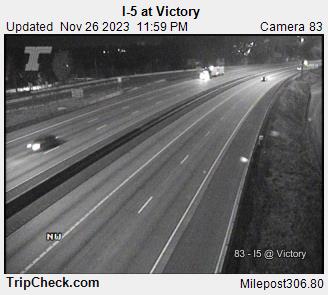 I-5 at Victory
Updated Nov 26 2023 11:59 PM Camera 83
T
NW
83 - I5 @ Victory
TripCheck.com Milepost306.80